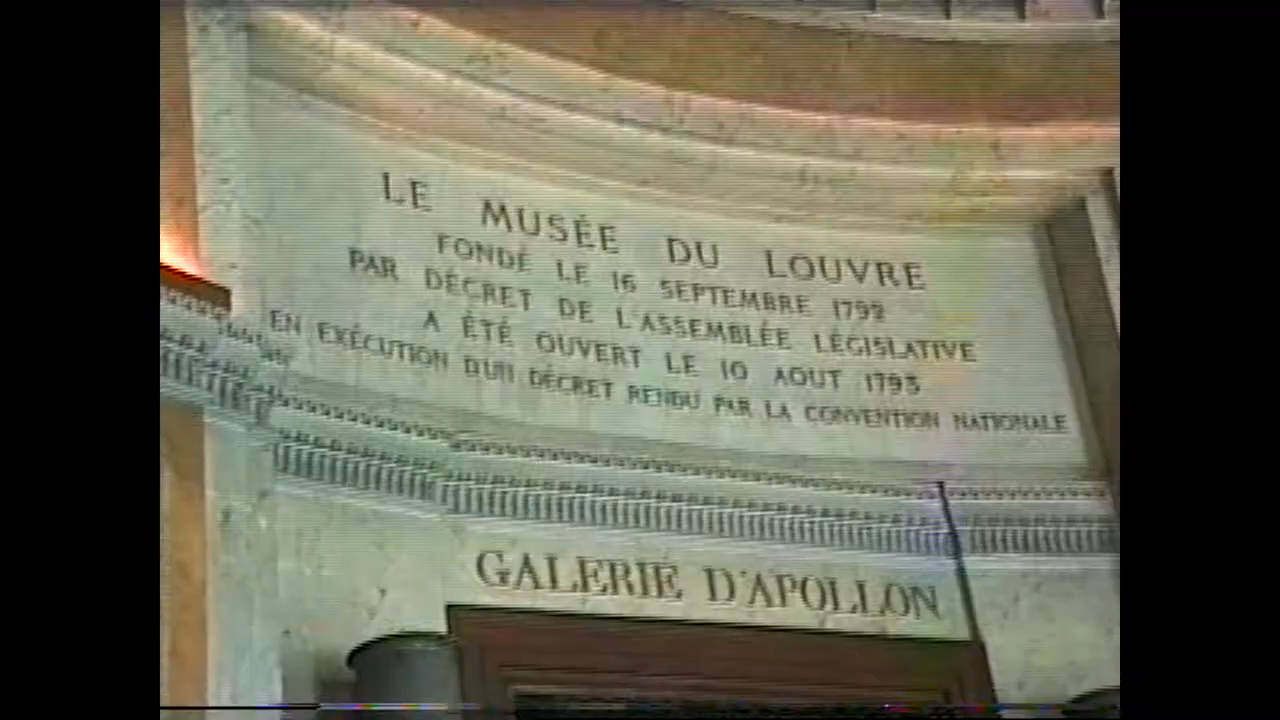 LE MUSÉE DU LOUVRE
FONDÉ LE 16 SEPTEMBRE 1792
PAR DÉCRET DE L'ASSEMBLÉE LÉGISLATIVE
A ÉTÉ OUVERT LE 10 AOUT 1793
EN EXÉCUTION D'UN DÉCRET RENDU PAR LA CONVENTION NATIONALE
GALERIE D'APOLLON